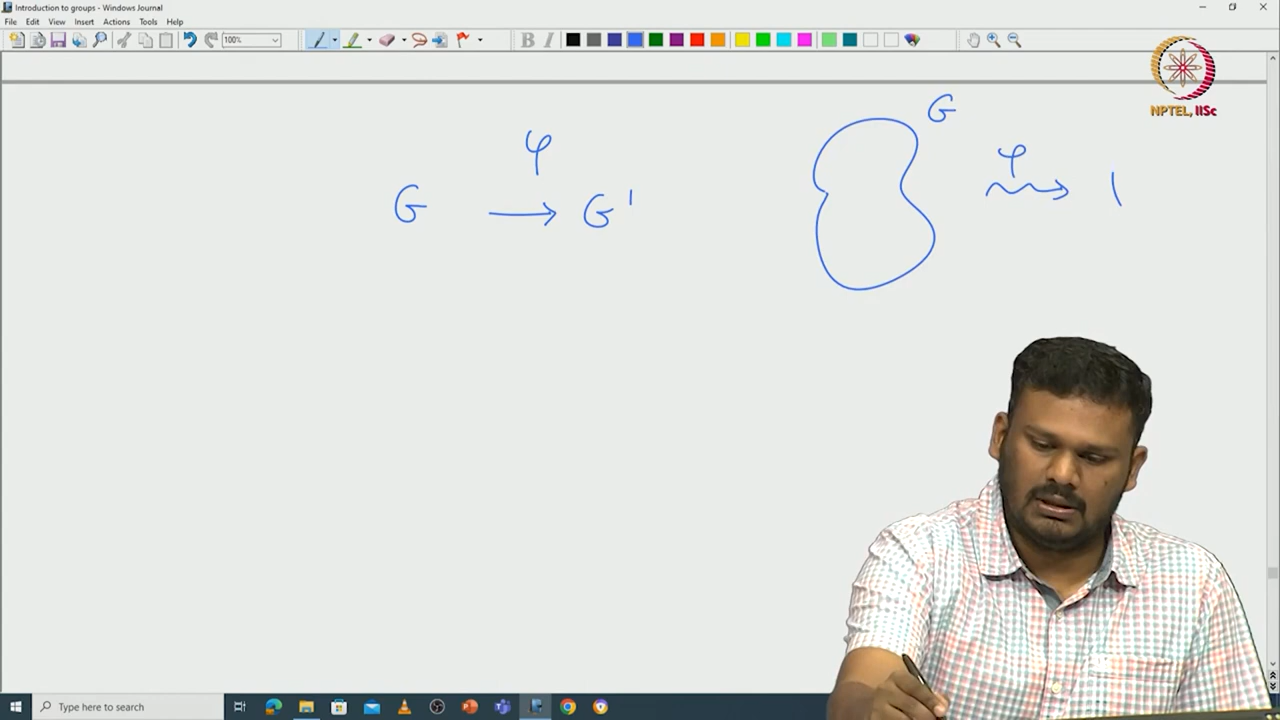 Introduction to groups - Windows Journal
File Edit View Insert Actions Tools Help
100%
B I
NPTEL, IISc
G
φ
φ
G → G'
1
Type here to search